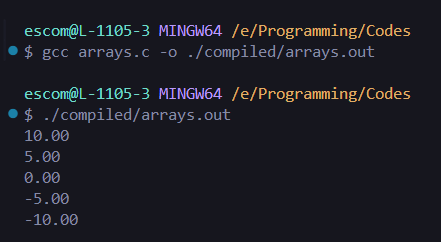 escom@L-1105-3 MINGW64 /e/Programming/Codes
$ gcc arrays.c -o ./compiled/arrays.out
escom@L-1105-3 MINGW64 /e/Programming/Codes
$ ./compiled/arrays.out
10.00
5.00
0.00
-5.00
-10.00